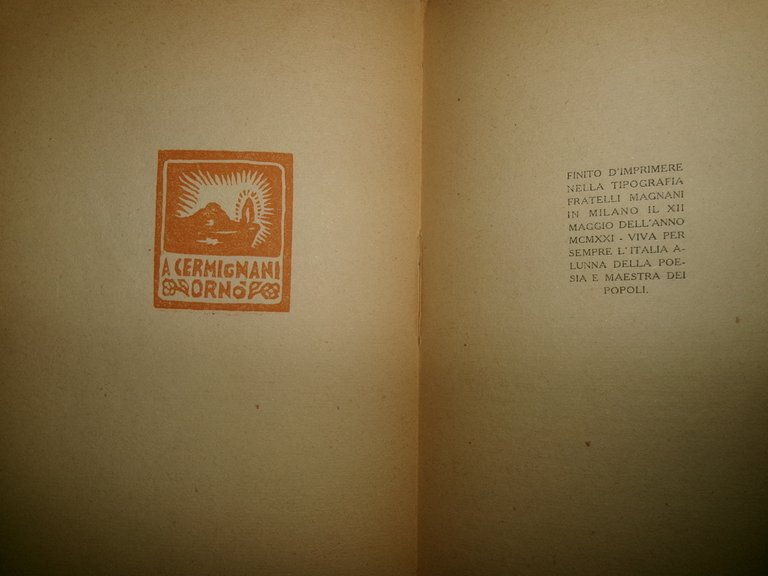 A CERMIGNANI
ORNÒ
FINITO D'IMPRIMERE
NELLA TIPOGRAFIA
FRATELLI MAGNANI
IN MILANO IL XII
MAGGIO DELL'ANNO
MCMXXI - VIVA PER
SEMPRE L'ITALIA A-
LUNNA DELLA POE-
SIA E MAESTRA DEI
POPOLI.